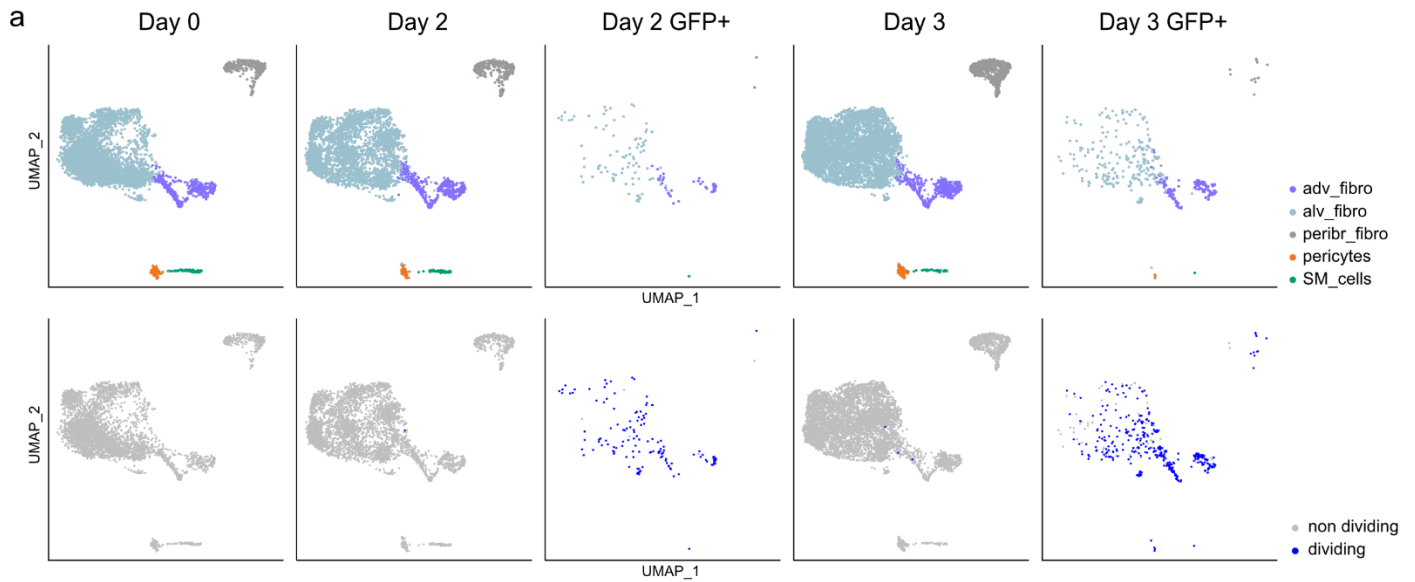 a
Day 0
Day 2
Day 2 GFP+
Day 3
Day 3 GFP+
UMAP_2
adv_fibro
alv_fibro
peribr_fibro
pericytes
SM_cells
UMAP_1
UMAP_1
UMAP_2
non dividing
dividing
UMAP_1